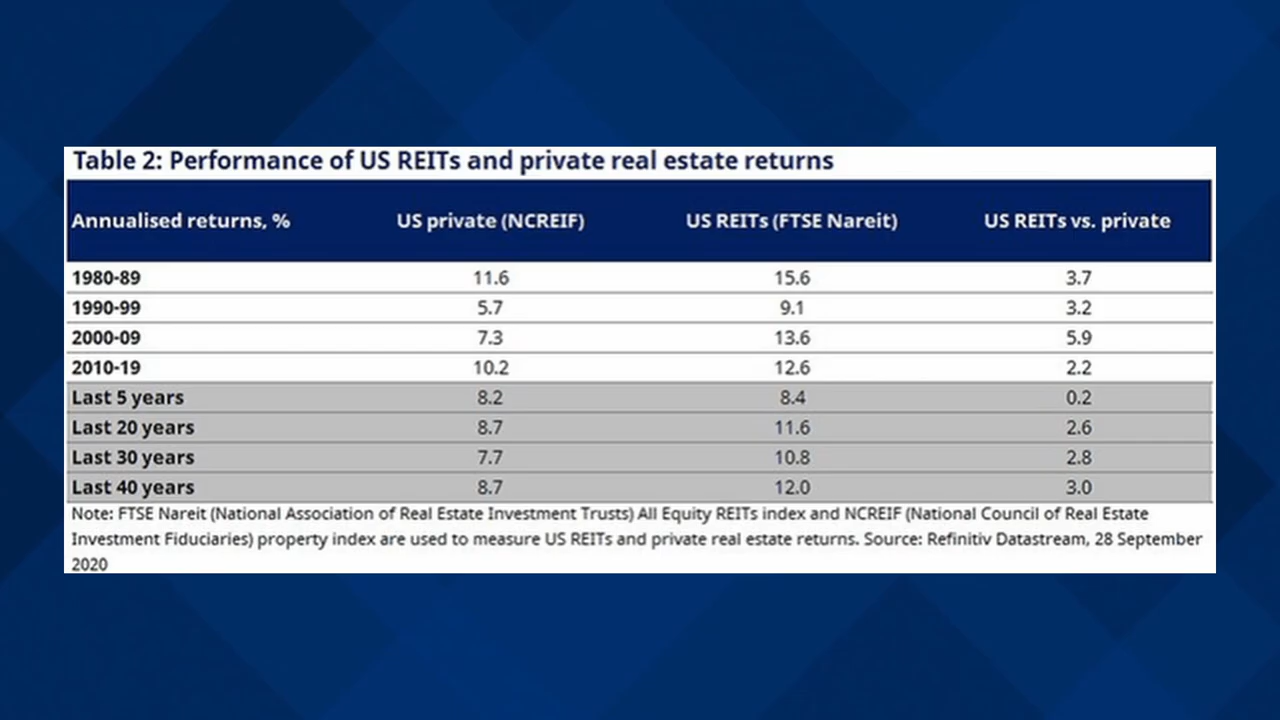 Table 2: Performance of US REITs and private real estate returns
Annualised returns, % US private (NCREIF) US REITs (FTSE Nareit) US REITs vs. private
1980-89 11.6 15.6 3.7
1990-99 5.7 9.1 3.2
2000-09 7.3 13.6 5.9
2010-19 10.2 12.6 2.2
Last 5 years 8.2 8.4 0.2
Last 20 years 8.7 11.6 2.6
Last 30 years 7.7 10.8 2.8
Last 40 years 8.7 12.0 3.0
Note: FTSE Nareit (National Association of Real Estate Investment Trusts) All Equity REITs index and NCREIF (National Council of Real Estate
Investment Fiduciaries) property index are used to measure US REITs and private real estate returns. Source: Refinitiv Datastream, 28 September
2020